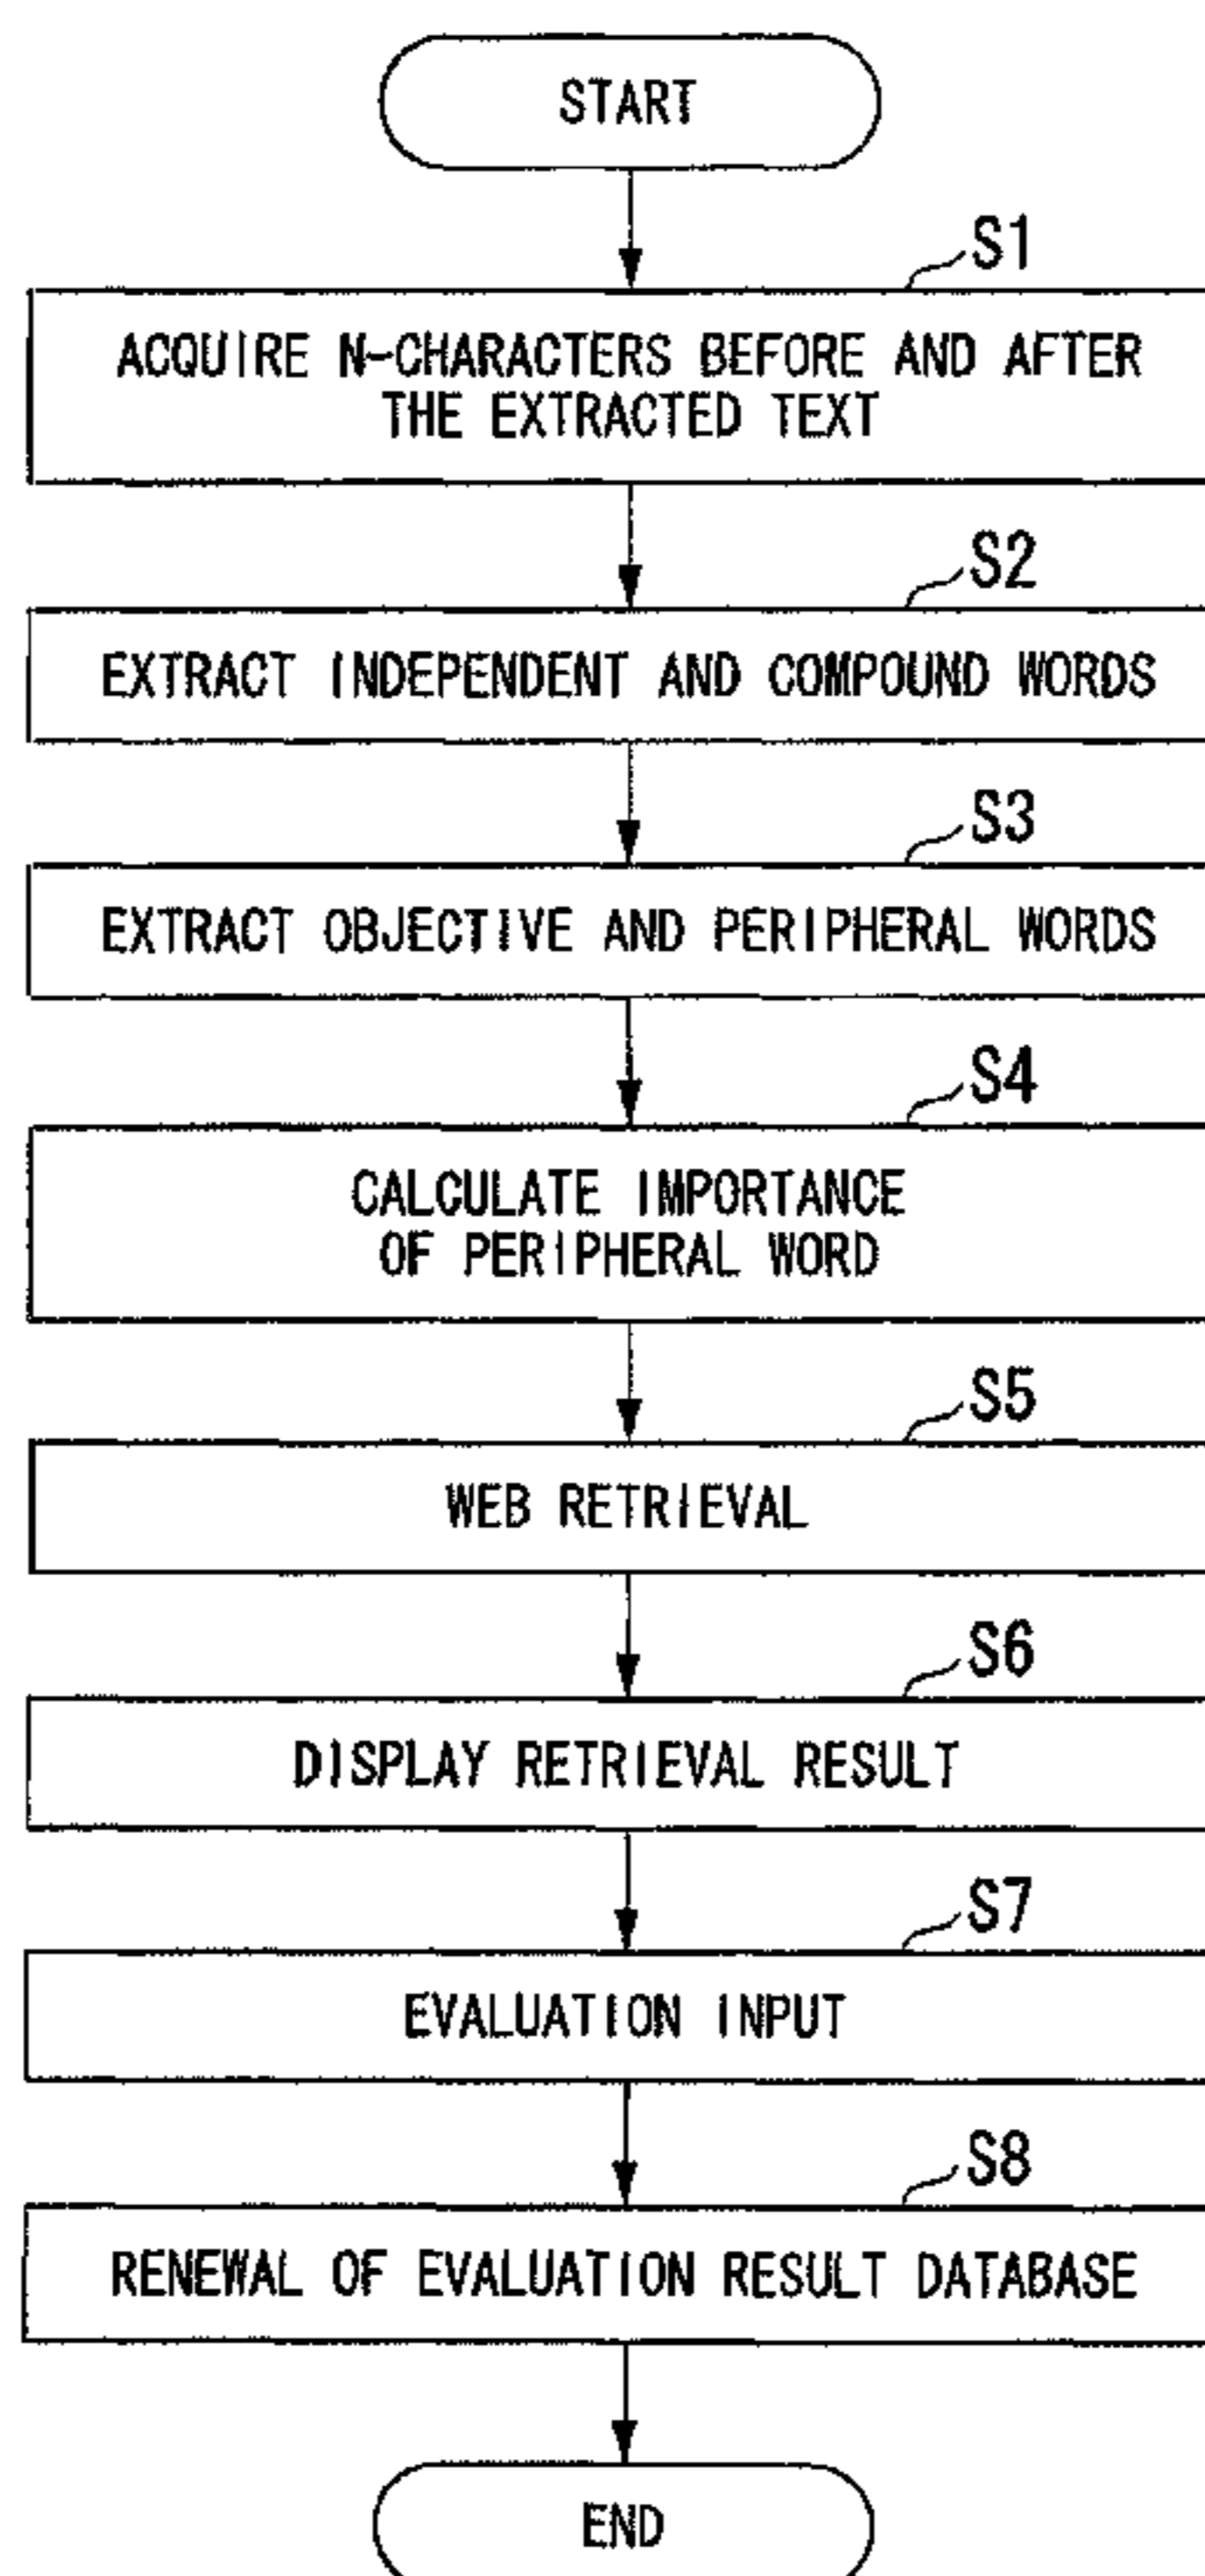 START
S1
ACQUIRE N-CHARACTERS BEFORE AND AFTER
THE EXTRACTED TEXT
S2
EXTRACT INDEPENDENT AND COMPOUND WORDS
S3
EXTRACT OBJECTIVE AND PERIPHERAL WORDS
S4
CALCULATE IMPORTANCE
OF PERIPHERAL WORD
S5
WEB RETRIEVAL
S6
DISPLAY RETRIEVAL RESULT
S7
EVALUATION INPUT
S8
RENEWAL OF EVALUATION RESULT DATABASE
END